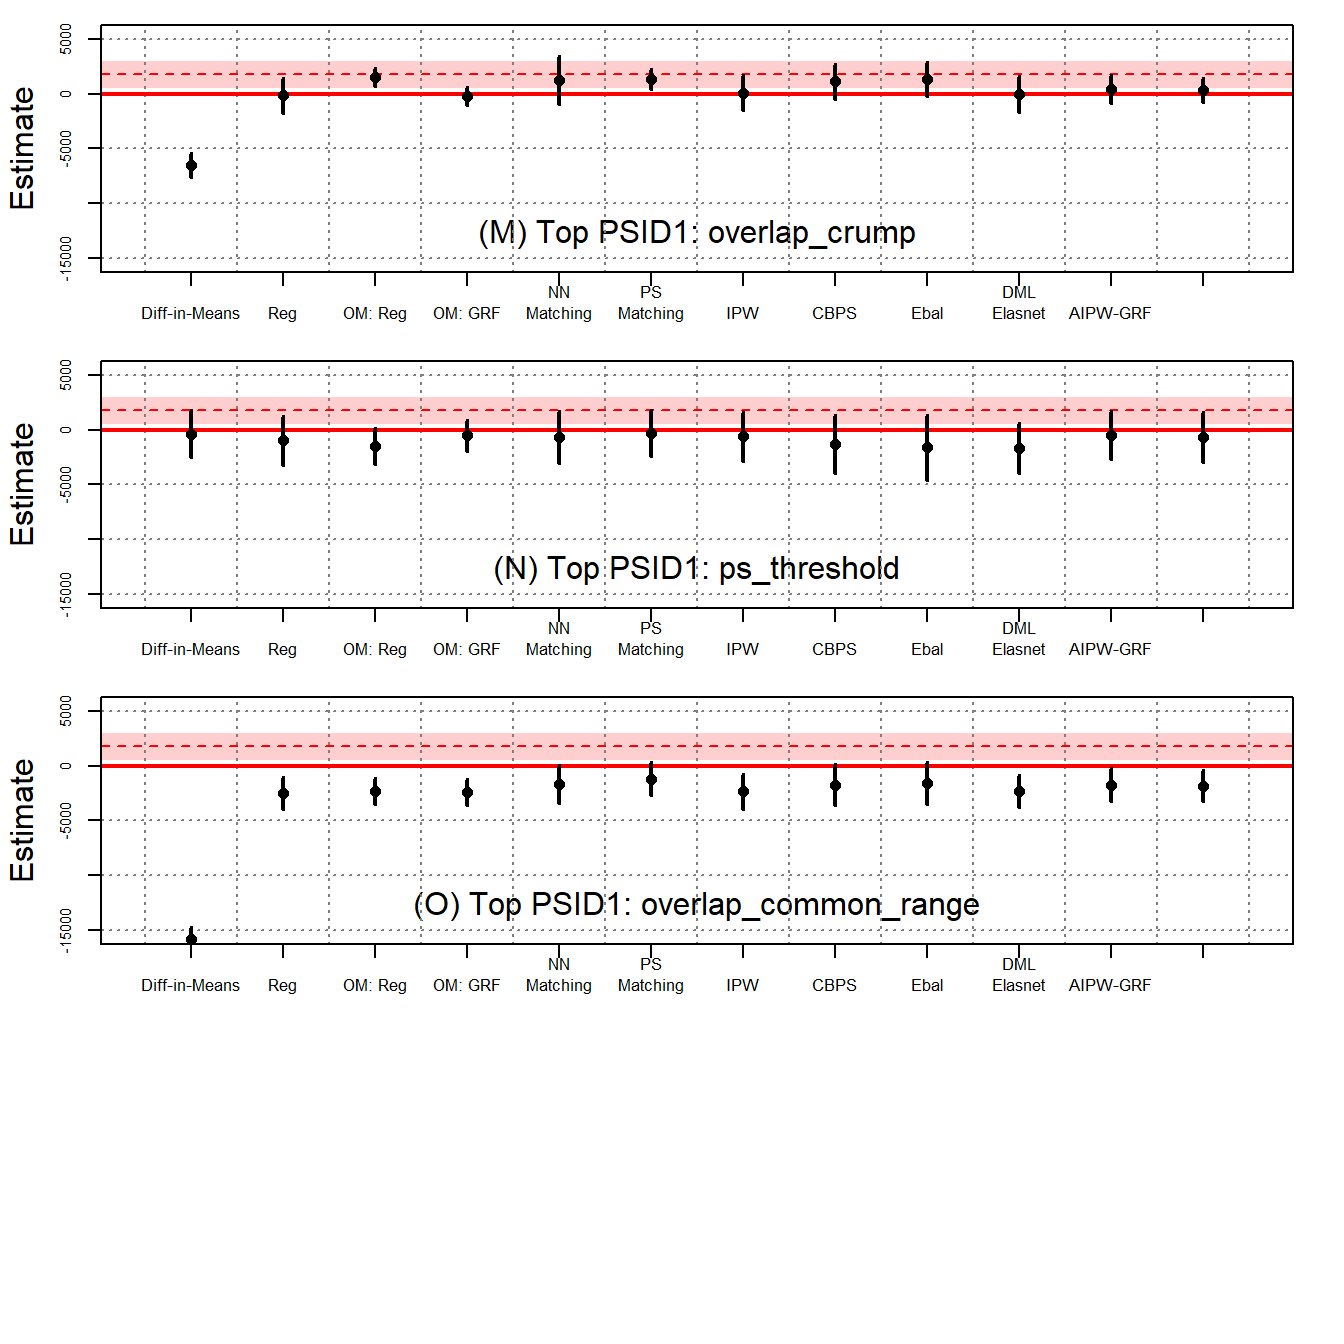 5000
0
-5000
-15000
Estimate
(M) Top PSID1: overlap_crump
Diff-in-Means Reg OM: Reg OM: GRF NN Matching PS Matching IPW CBPS Ebal DML Elasnet AIPW-GRF
5000
0
-5000
-15000
Estimate
(N) Top PSID1: ps_threshold
Diff-in-Means Reg OM: Reg OM: GRF NN Matching PS Matching IPW CBPS Ebal DML Elasnet AIPW-GRF
5000
0
-5000
-15000
Estimate
(O) Top PSID1: overlap_common_range
Diff-in-Means Reg OM: Reg OM: GRF NN Matching PS Matching IPW CBPS Ebal DML Elasnet AIPW-GRF